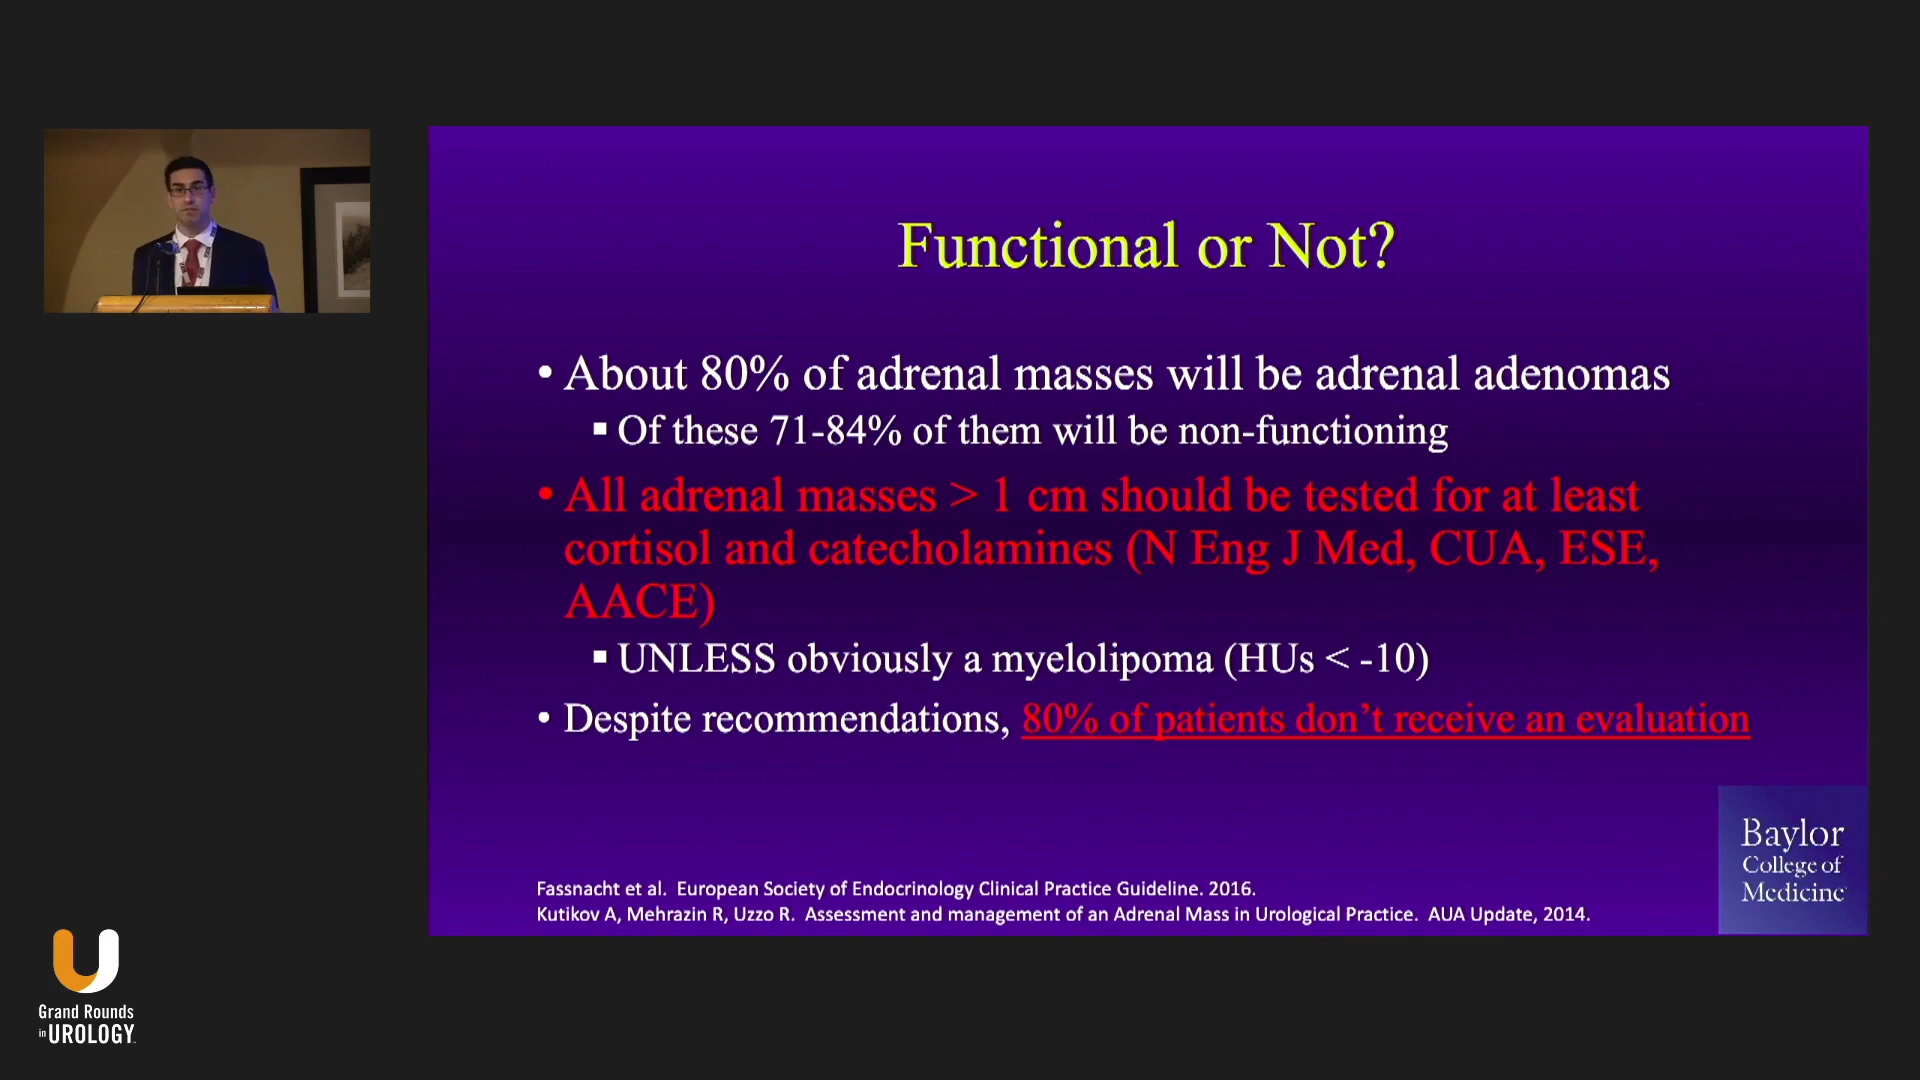 Functional or Not?
• About 80% of adrenal masses will be adrenal adenomas
▪ Of these 71-84% of them will be non-functioning
• All adrenal masses > 1 cm should be tested for at least
cortisol and catecholamines (N Eng J Med, CUA, ESE,
AACE)
▪ UNLESS obviously a myelolipoma (HUs < -10)
• Despite recommendations, 80% of patients don't receive an evaluation
Fassnacht et al. European Society of Endocrinology Clinical Practice Guideline. 2016.
Kutikov A, Mehrazin R, Uzzo R. Assessment and management of an Adrenal Mass in Urological Practice. AUA Update, 2014.
Baylor
College of
Medicine
Grand Rounds
in UROLOGY